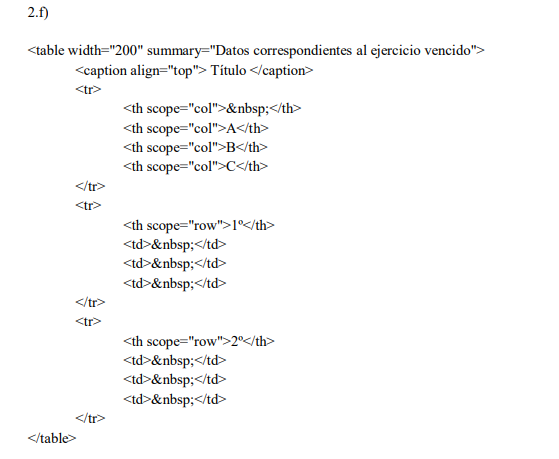 2.f)
<table width="200" summary="Datos correspondientes al ejercicio vencido">
<caption align="top"> Título </caption>
<tr>
<th scope="col">&nbsp;</th>
<th scope="col">A</th>
<th scope="col">B</th>
<th scope="col">C</th>
</tr>
<tr>
<th scope="row">1º</th>
<td>&nbsp;</td>
<td>&nbsp;</td>
<td>&nbsp;</td>
</tr>
<tr>
<th scope="row">2º</th>
<td>&nbsp;</td>
<td>&nbsp;</td>
<td>&nbsp;</td>
</tr>
</table>